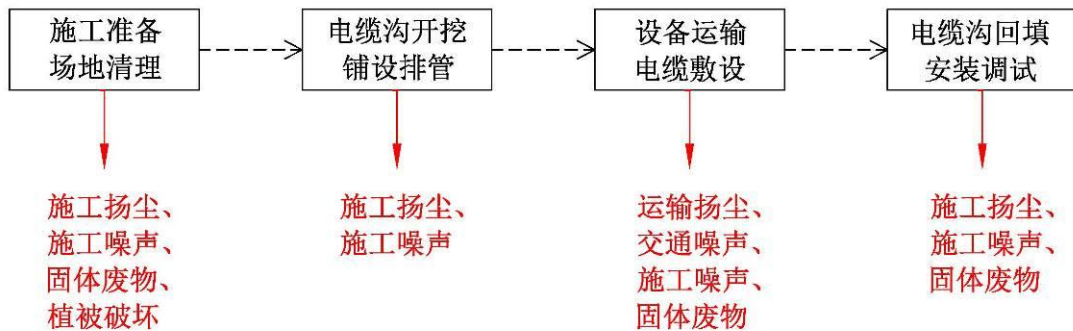 施工准备
场地清理
电缆沟开挖
铺设排管
设备运输
电缆敷设
电缆沟回填
安装调试
施工扬尘、
施工噪声、
固体废物、
植被破坏
施工扬尘、
施工噪声
运输扬尘、
交通噪声、
施工噪声、
固体废物
施工扬尘、
施工噪声、
固体废物